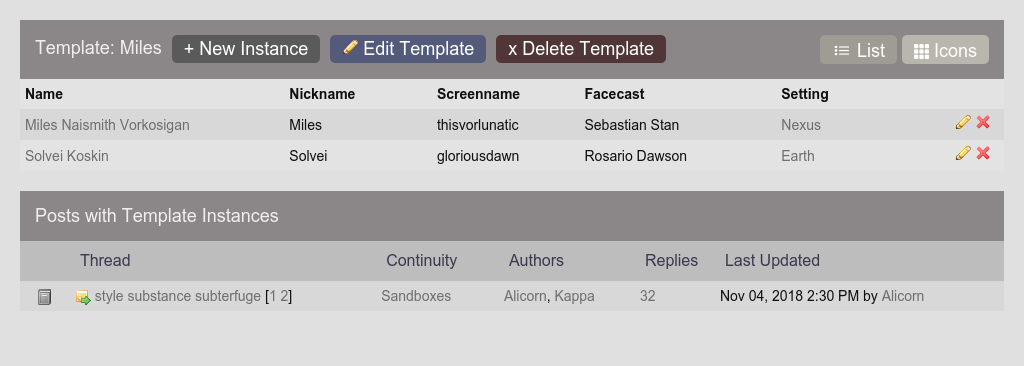 Template: Miles + New Instance Edit Template x Delete Template List Icons
Name Nickname Screenname Facecast Setting
Miles Naismith Vorkosigan Miles thisvorlunatic Sebastian Stan Nexus
Solvei Koskin Solvei gloriousdawn Rosario Dawson Earth
Posts with Template Instances
Thread Continuity Authors Replies Last Updated
style substance subterfuge [1 2] Sandboxes Alicorn, Kappa 32 Nov 04, 2018 2:30 PM by Alicorn